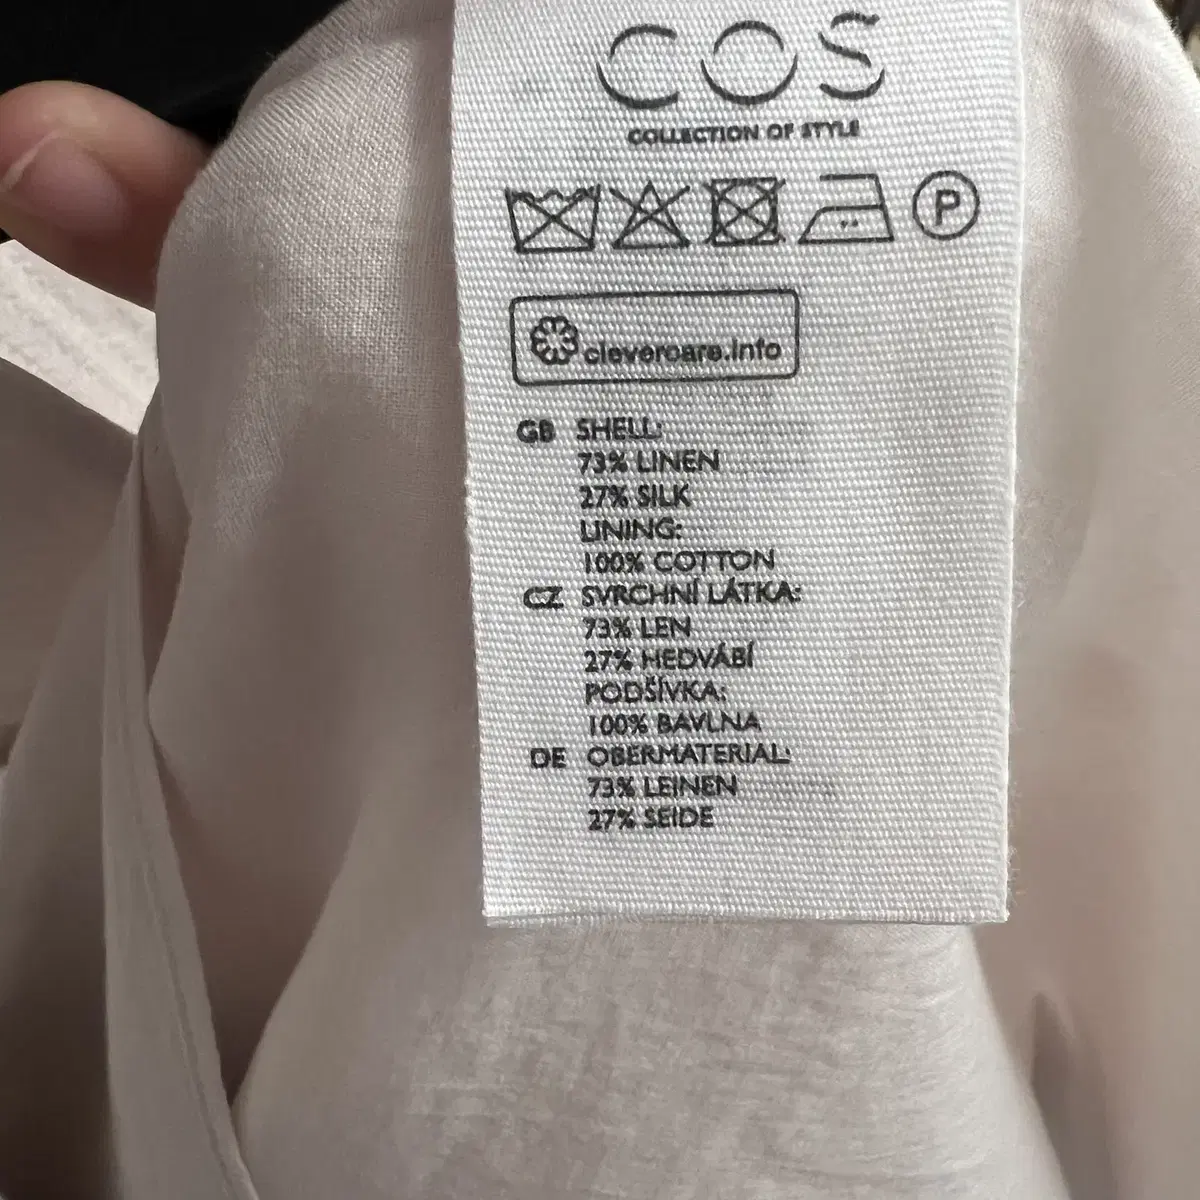 COS
COLLECTION OF STYLE
P
clevercare.info
GB SHELL:
73% LINEN
27% SILK
LINING:
100% COTTON
CZ SVRCHNÍ LÁTKA:
73% LEN
27% HEDVÁBÍ
PODŠÍVKA:
100% BAVLNA
DE OBERMATERIAL:
73% LEINEN
27% SEIDE